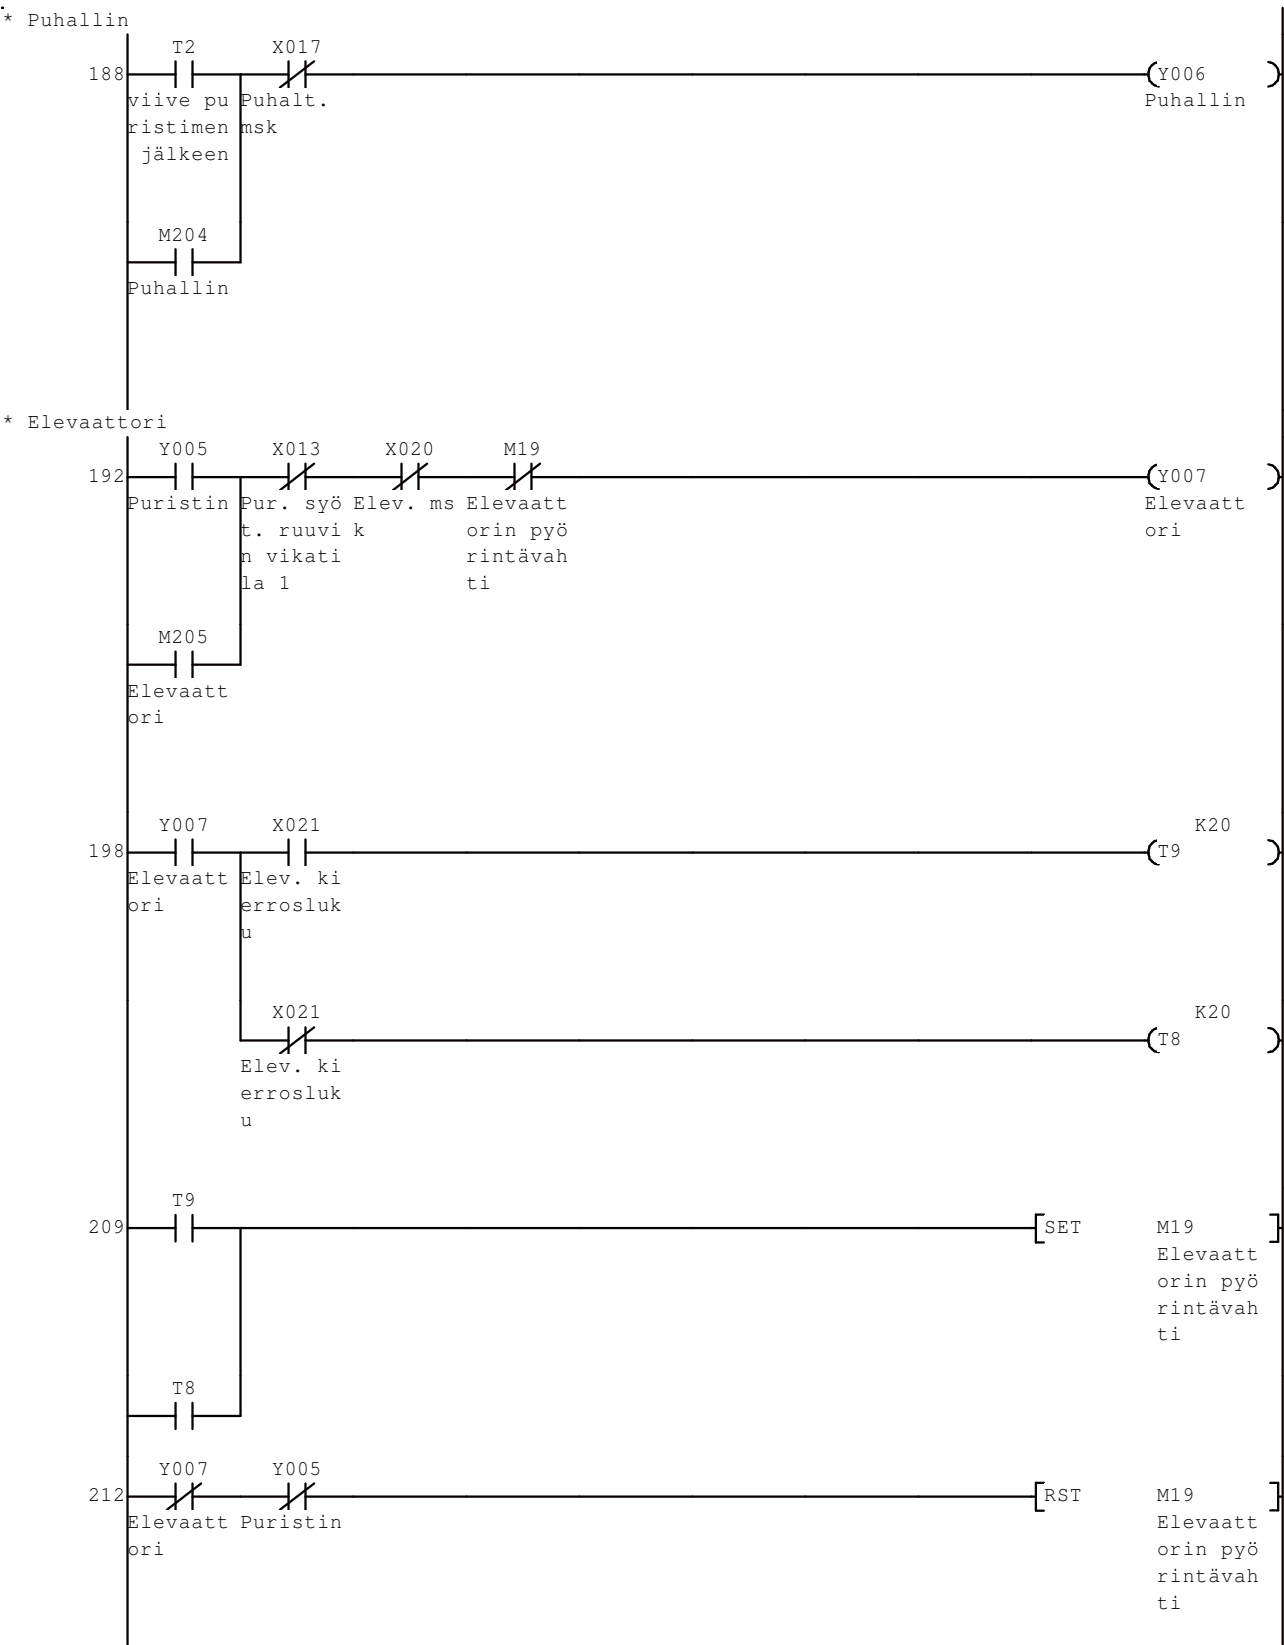 * Puhallin
T2 X017
188 Y006
viive pu Puhalt. Puhallin
ristimen msk
jälkeen
M204
Puhallin
* Elevaattori
Y005 X013 X020 M19
192 Y007
Puristin Pur. syö Elev. ms Elevaatt Elevaatt
t. ruuvi k orin pyö ori
n vikati rintävah
la 1 ti
M205
Elevaatt
ori
Y007 X021 K20
198 T9
Elevaatt Elev. ki
ori errosluk
u
X021 K20
T8
Elev. ki
errosluk
u
T9
209 SET M19
Elevaatt
orin pyö
rintävah
ti
T8
Y007 Y005
212 RST M19
Elevaatt Puristin Elevaatt
ori orin pyö
rintävah
ti